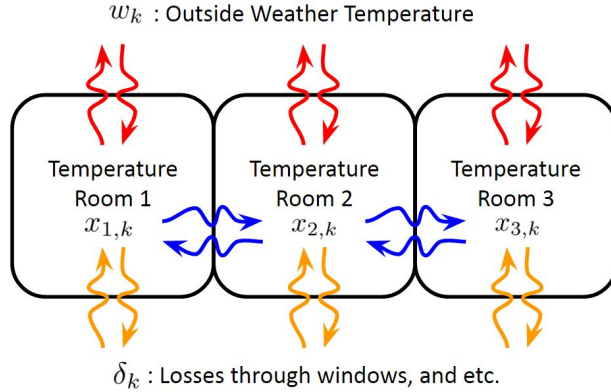 w_k : Outside Weather Temperature
Temperature
Room 1
x_{1,k}
Temperature
Room 2
x_{2,k}
Temperature
Room 3
x_{3,k}
δ_k : Losses through windows, and etc.